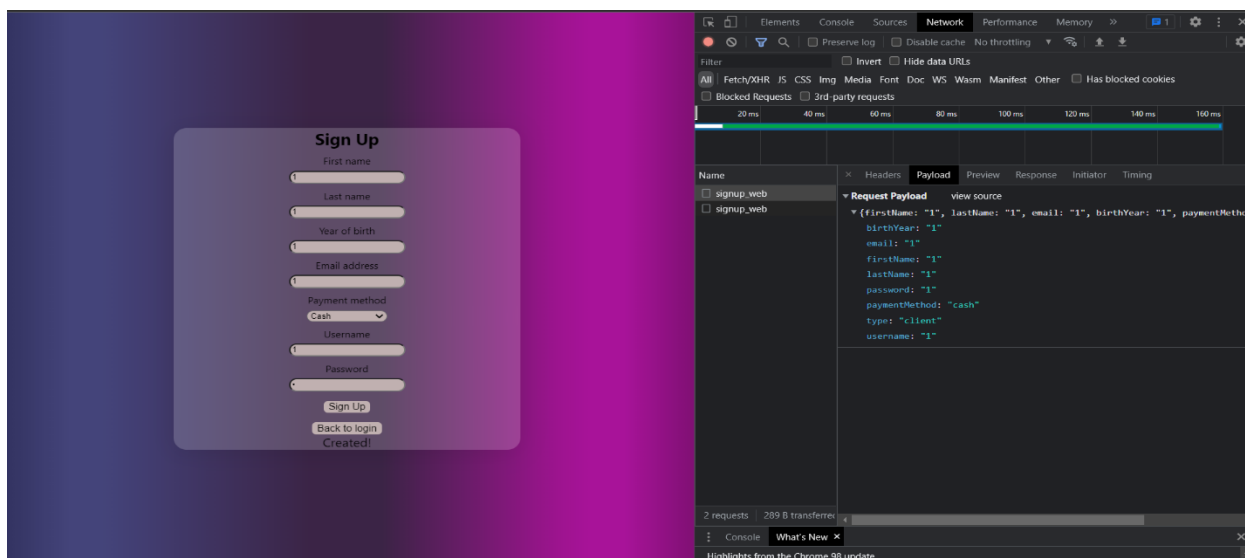 Sign Up
First name
1
Last name
1
Year of birth
1
Email address
1
Payment method
Cash
Username
1
Password
Sign Up
Back to login
Created!
Elements Console Sources Network Performance Memory » 1
Preserve log Disable cache No throttling
Filter Invert Hide data URLs
All Fetch/XHR JS CSS Img Media Font Doc WS Wasm Manifest Other Has blocked cookies
Blocked Requests 3rd-party requests
20 ms 40 ms 60 ms 80 ms 100 ms 120 ms 140 ms 160 ms
Name × Headers Payload Preview Response Initiator Timing
signup_web
signup_web
Request Payload view source
{firstName: "1", lastName: "1", email: "1", birthYear: "1", paymentMetho
birthYear: "1"
email: "1"
firstName: "1"
lastName: "1"
password: "1"
paymentMethod: "cash"
type: "client"
username: "1"
2 requests 289 B transferred
Console What's New ×
Highlights from the Chrome 98 update